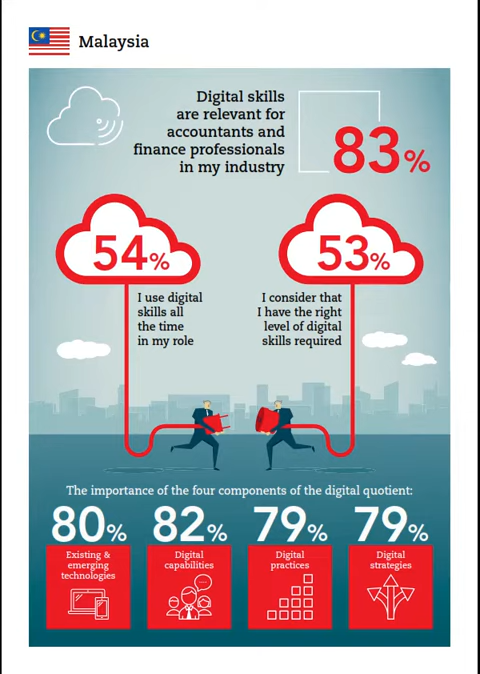 Malaysia
Digital skills
are relevant for
accountants and
finance professionals
in my industry
83%
54%
I use digital
skills all
the time
in my role
53%
I consider that
I have the right
level of digital
skills required
The importance of the four components of the digital quotient:
80%
Existing &
emerging
technologies
82%
Digital
capabilities
79%
Digital
practices
79%
Digital
strategies